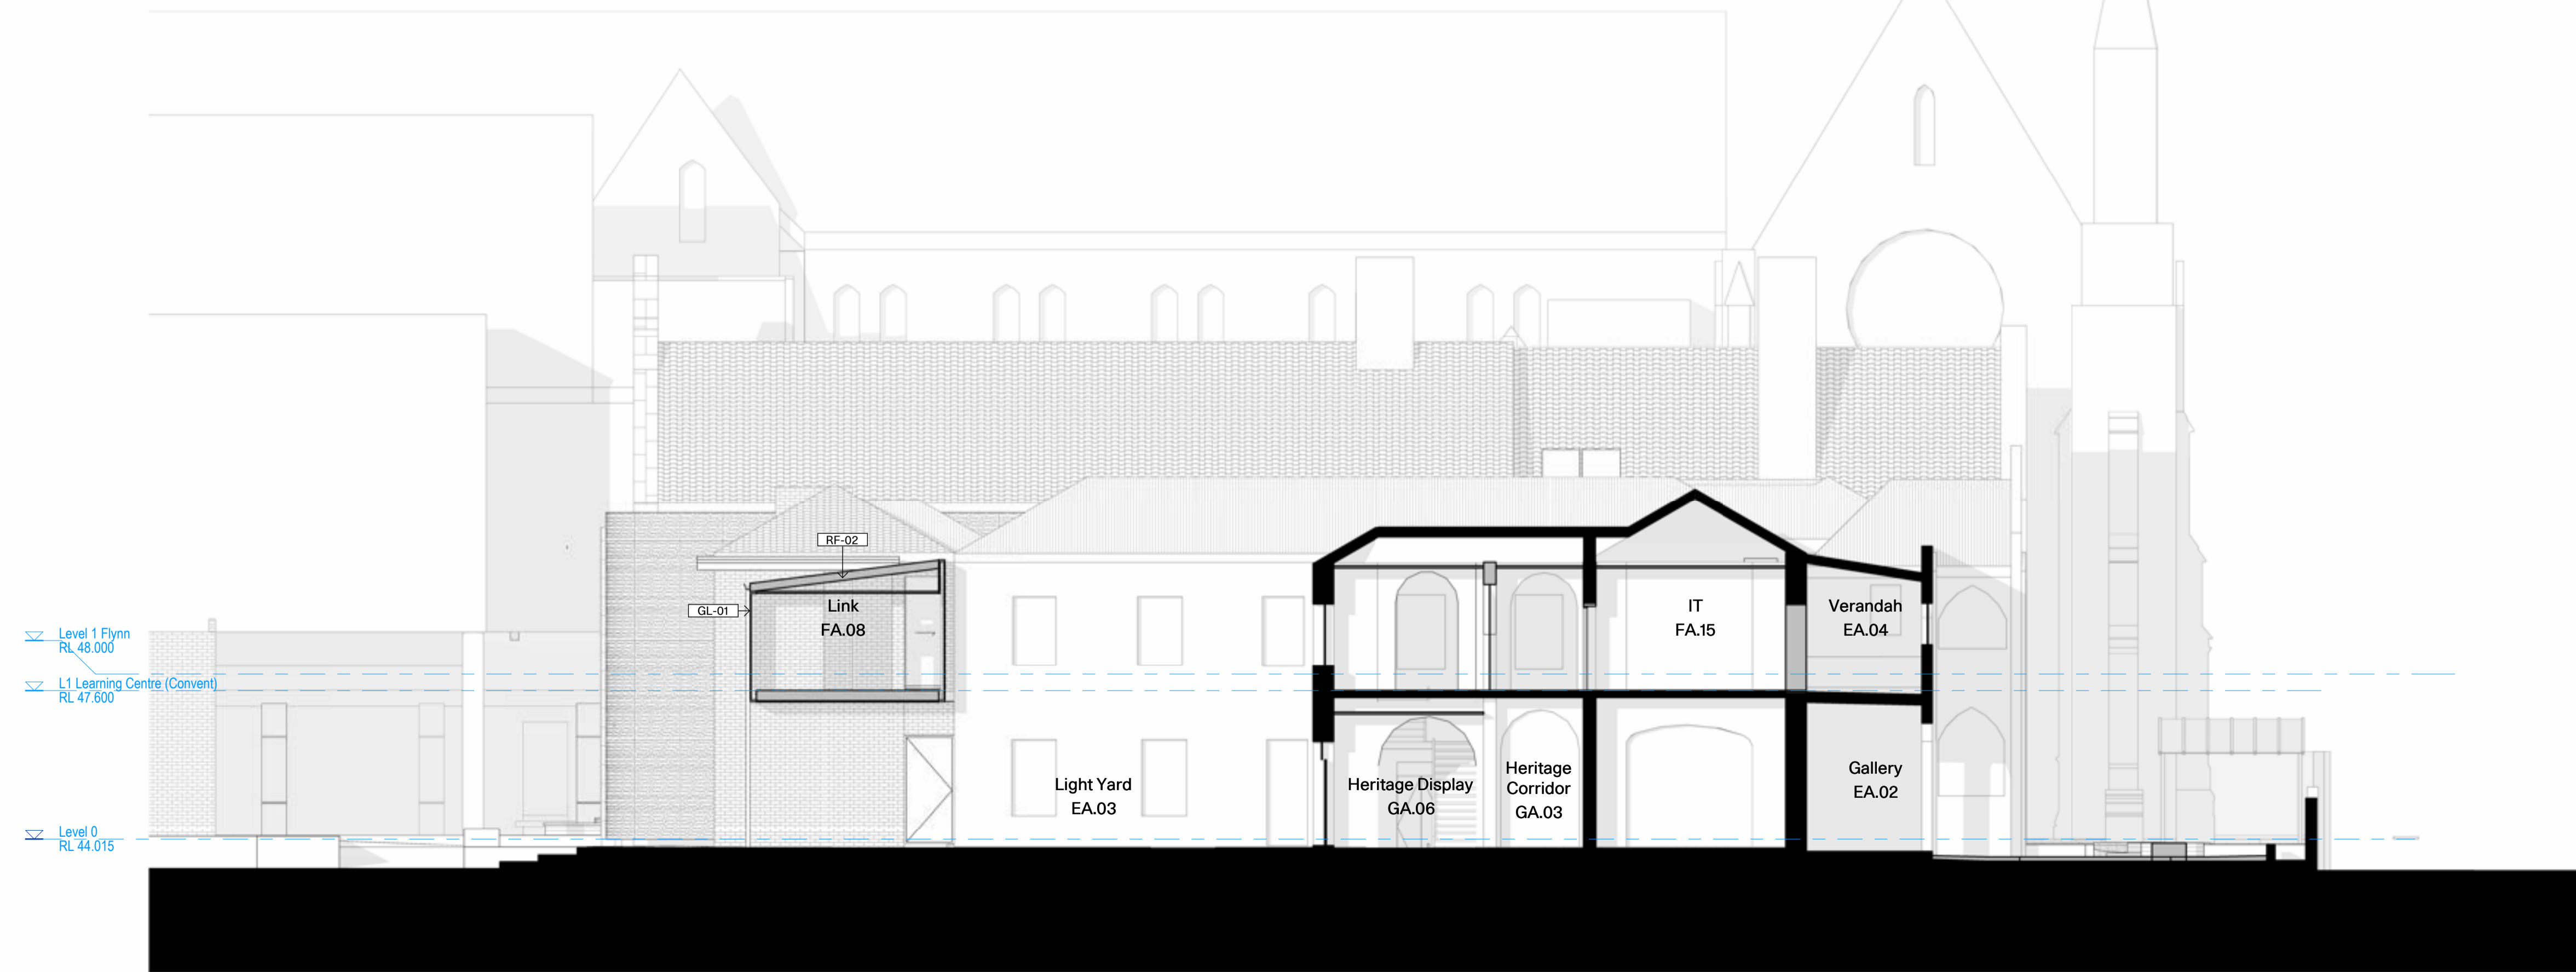 RF-02
GL-01
Link
FA.08
IT
FA.15
Verandah
EA.04
Level 1 Flynn
RL 48.000
L1 Learning Centre (Convent)
RL 47.600
Light Yard
EA.03
Heritage Display
GA.06
Heritage
Corridor
GA.03
Gallery
EA.02
Level 0
RL 44.015